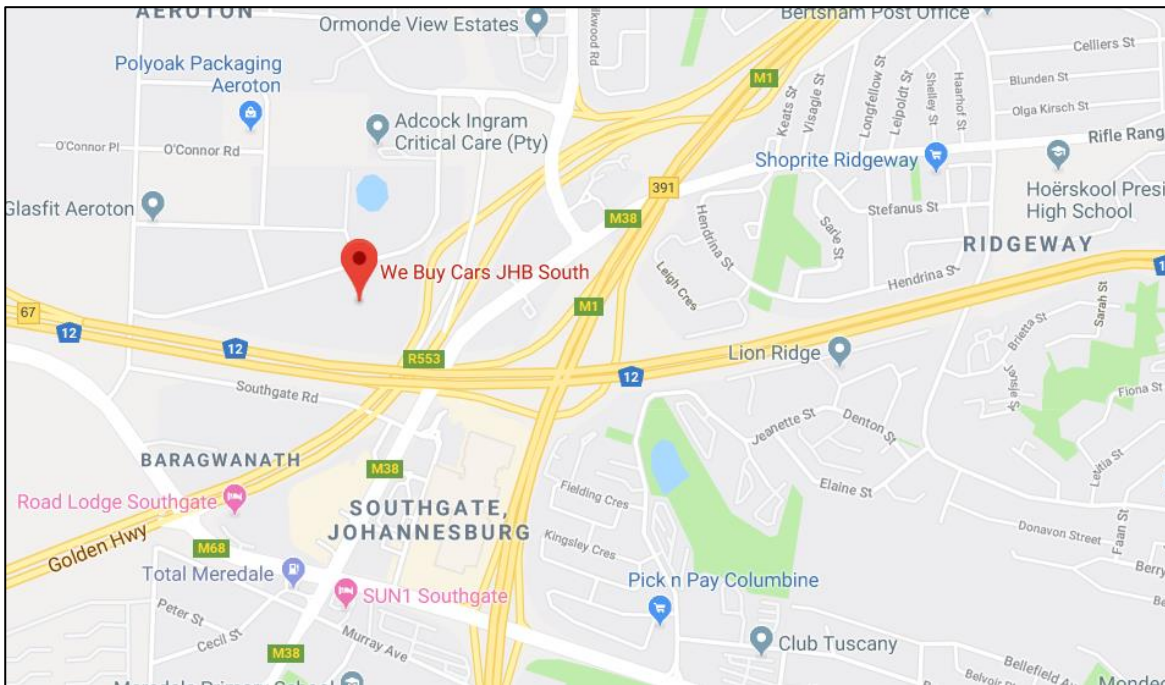 AEROTON
Ormonde View Estates
Bertsham Post Office
Celliers St
Polyoak Packaging
Aeroton
M1
Keats St
Visagie St
Longfellow St
Leipoldt St
Shelley St
Haarhof St
Blunden St
Olga Kirsch St
Adcock Ingram
Critical Care (Pty)
O'Connor Pl
O'Connor Rd
Rifle Rang
Shoprite Ridgeway
391
Hoërskool Presi
High School
Glasfit Aeroton
M38
Hendrina St
Stefanus St
Sarie St
RIDGEWAY
We Buy Cars JHB South
Leigh Cres
Hendrina St
67
M1
12
12
Sarah St
Brietta St
R553
Lion Ridge
12
Southgate Rd
Fiona St
Jeanette St
Denton St
BARAGWANATH
M38
Letitia St
Elaine St
Road Lodge Southgate
Fielding Cres
SOUTHGATE,
JOHANNESBURG
Donavon Street
Faan St
Golden Hwy
M68
Kingsley Cres
Total Meredale
Pick n Pay Columbine
Berry
SUN1 Southgate
Peter St
Cecil St
Murray Ave
Club Tuscany
M38
Bellefield Ave